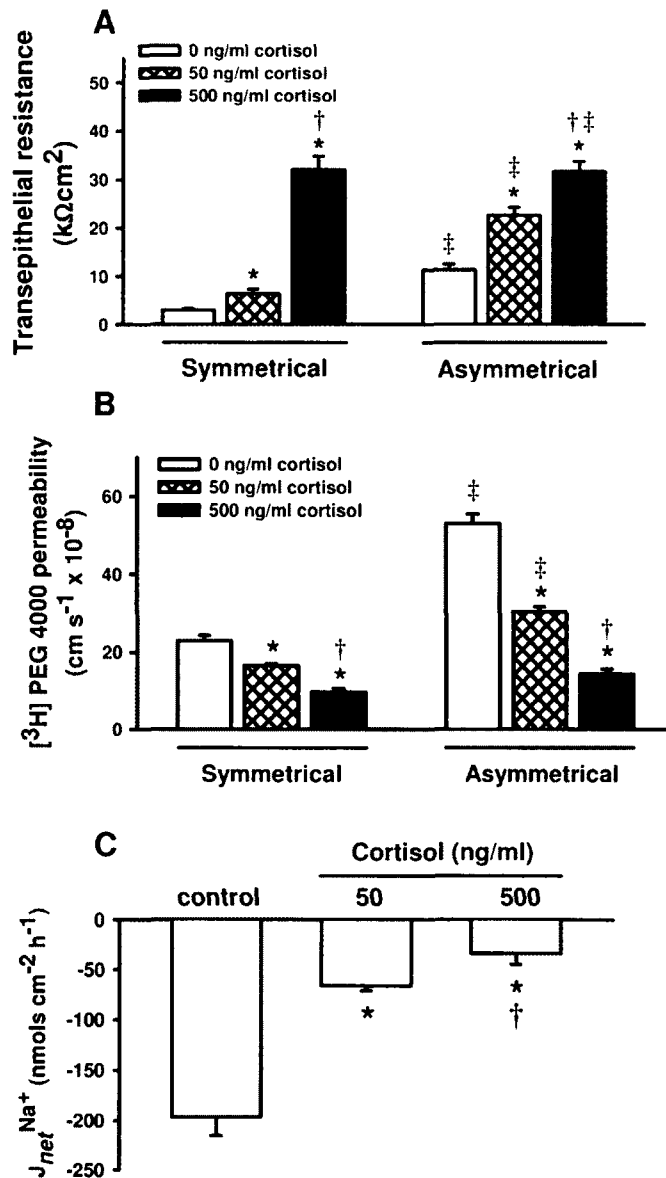 A
0 ng/ml cortisol
50 ng/ml cortisol
500 ng/ml cortisol
Transepithelial resistance
(kΩcm²)
50
40
30
20
10
0
*
†
*
‡
‡
*
† ‡
*
Symmetrical
Asymmetrical
B
0 ng/ml cortisol
50 ng/ml cortisol
500 ng/ml cortisol
[³H] PEG 4000 permeability
(cm s⁻¹ x 10⁻⁸)
60
40
20
0
*
†
*
‡
‡
*
†
*
Symmetrical
Asymmetrical
C
Cortisol (ng/ml)
control
50
500
J_net Na⁺ (nmols cm⁻² h⁻¹)
0
-50
-100
-150
-200
-250
*
*
†